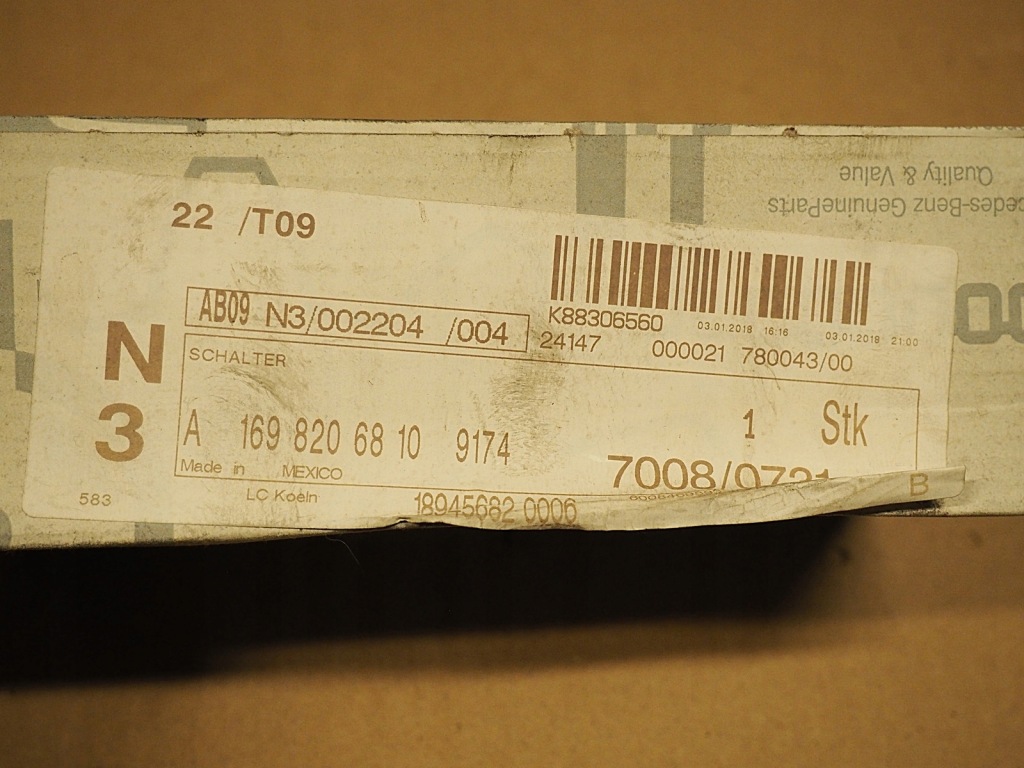 Quality & Value
cedes-Benz GenuineParts
22 /T09
K88306560 03.01.2018 16:16 03.01.2018 21:00
AB09 N3/002204 /004
24147 000021 780043/00
N
3
SCHALTER
A 169 820 68 10 9174 1 Stk
Made in MEXICO
7008/0721
583 LC Koeln 18945682 0006
B